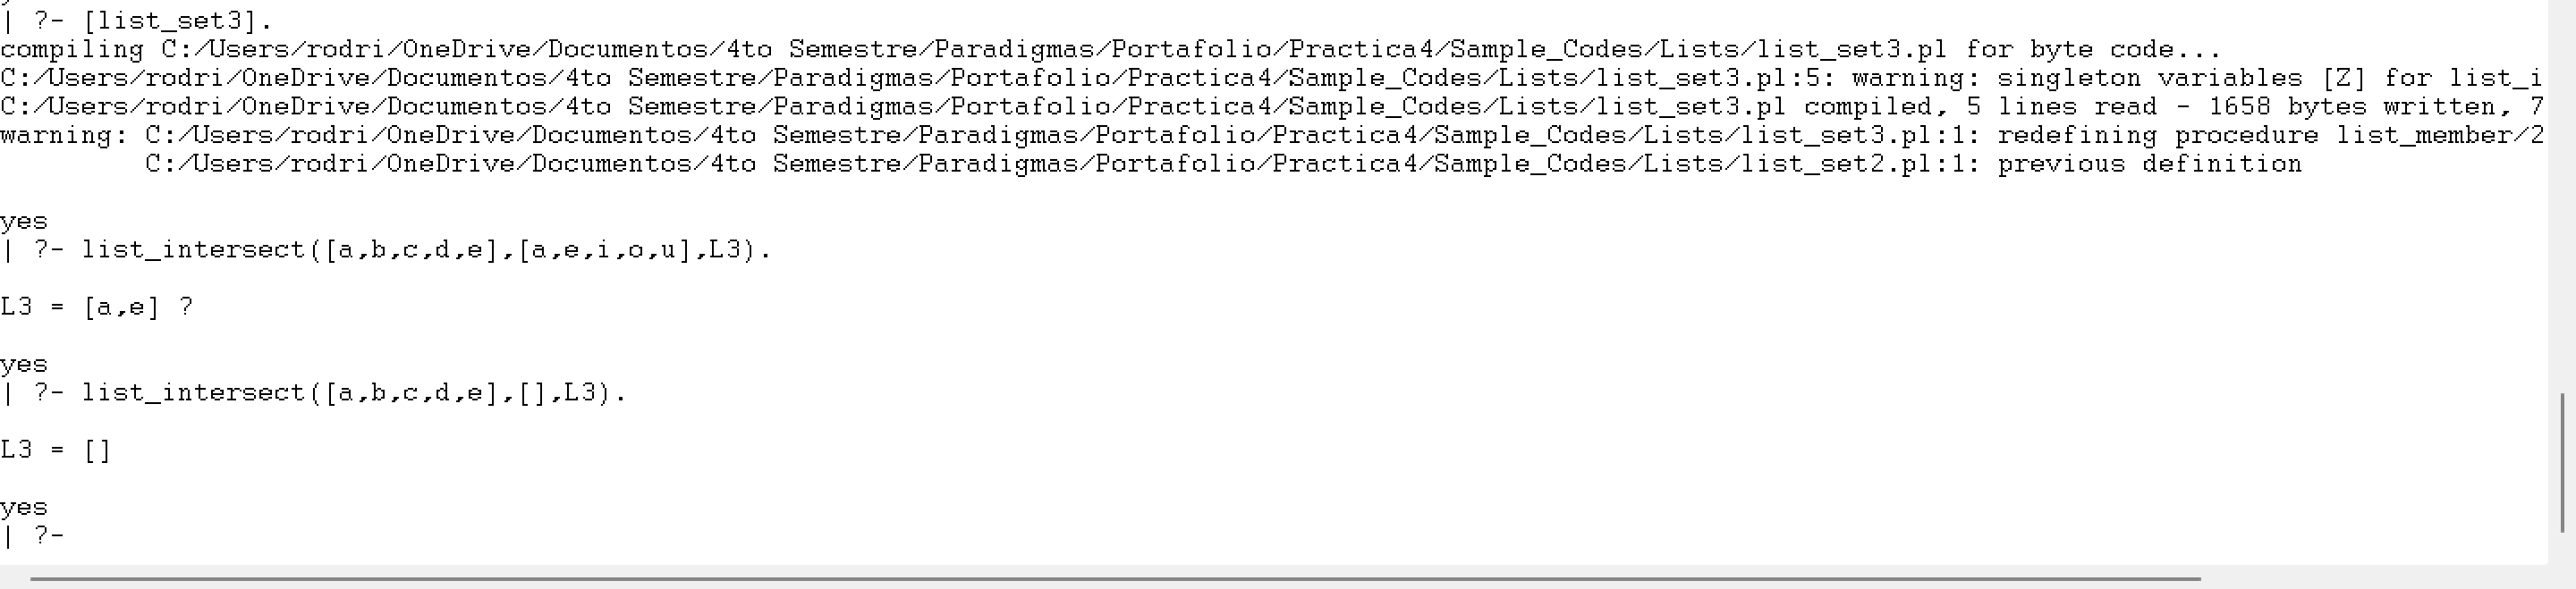 | ?- [list_set3].
compiling C:/Users/rodri/OneDrive/Documentos/4to Semestre/Paradigmas/Portafolio/Practica4/Sample_Codes/Lists/list_set3.pl for byte code...
C:/Users/rodri/OneDrive/Documentos/4to Semestre/Paradigmas/Portafolio/Practica4/Sample_Codes/Lists/list_set3.pl:5: warning: singleton variables [Z] for list_i
C:/Users/rodri/OneDrive/Documentos/4to Semestre/Paradigmas/Portafolio/Practica4/Sample_Codes/Lists/list_set3.pl compiled, 5 lines read - 1658 bytes written, 7
warning: C:/Users/rodri/OneDrive/Documentos/4to Semestre/Paradigmas/Portafolio/Practica4/Sample_Codes/Lists/list_set3.pl:1: redefining procedure list_member/2
C:/Users/rodri/OneDrive/Documentos/4to Semestre/Paradigmas/Portafolio/Practica4/Sample_Codes/Lists/list_set2.pl:1: previous definition
yes
| ?- list_intersect([a,b,c,d,e],[a,e,i,o,u],L3).
L3 = [a,e] ?
yes
| ?- list_intersect([a,b,c,d,e],[],L3).
L3 = []
yes
| ?-